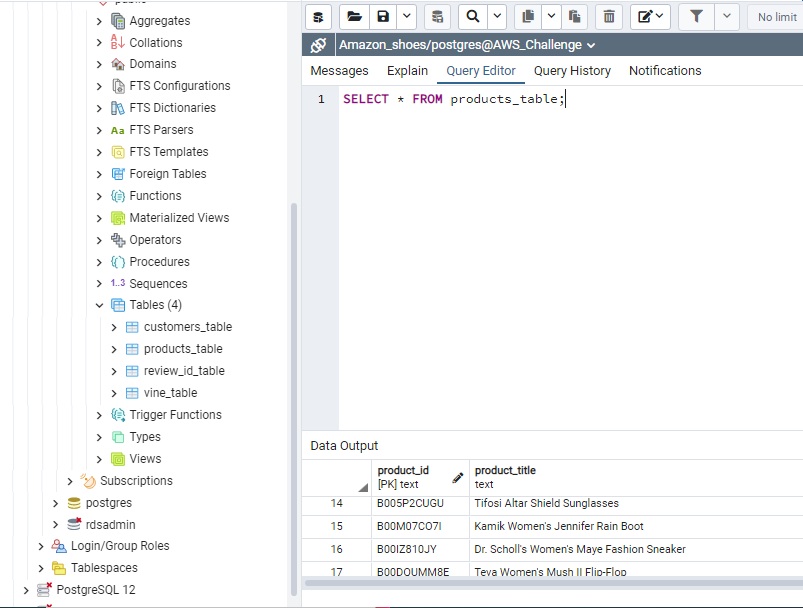 public
Aggregates
Collations
Domains
FTS Configurations
FTS Dictionaries
Aa FTS Parsers
FTS Templates
Foreign Tables
Functions
Materialized Views
Operators
Procedures
1..3 Sequences
Tables (4)
customers_table
products_table
review_id_table
vine_table
Trigger Functions
Types
Views
Subscriptions
postgres
rdsadmin
Login/Group Roles
Tablespaces
PostgreSQL 12
No limit
Amazon_shoes/postgres@AWS_Challenge
Messages Explain Query Editor Query History Notifications
1 SELECT * FROM products_table;
Data Output
product_id product_title
[PK] text text
14 B005P2CUGU Tifosi Altar Shield Sunglasses
15 B00M07CO7I Kamik Women's Jennifer Rain Boot
16 B00IZ810JY Dr. Scholl's Women's Maye Fashion Sneaker
17 B00DQUMM8E Teva Women's Mush II Flip-Flop